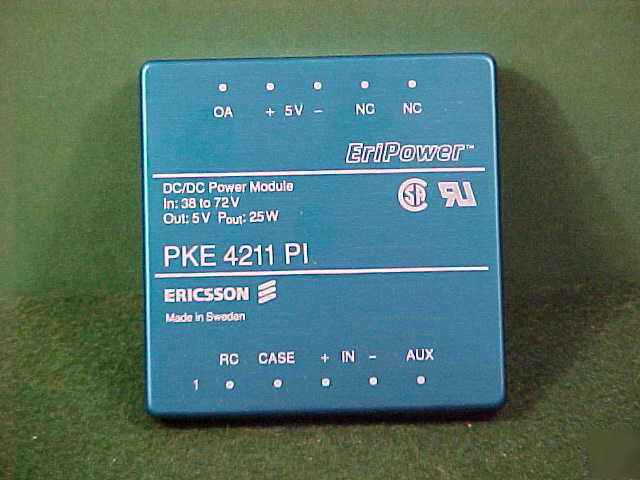 OA + 5V - NC NC
EriPower™
DC/DC Power Module
In: 38 to 72V
Out: 5V Pout: 25W
PKE 4211 PI
ERICSSON
Made in Sweden
RC CASE + IN - AUX
1